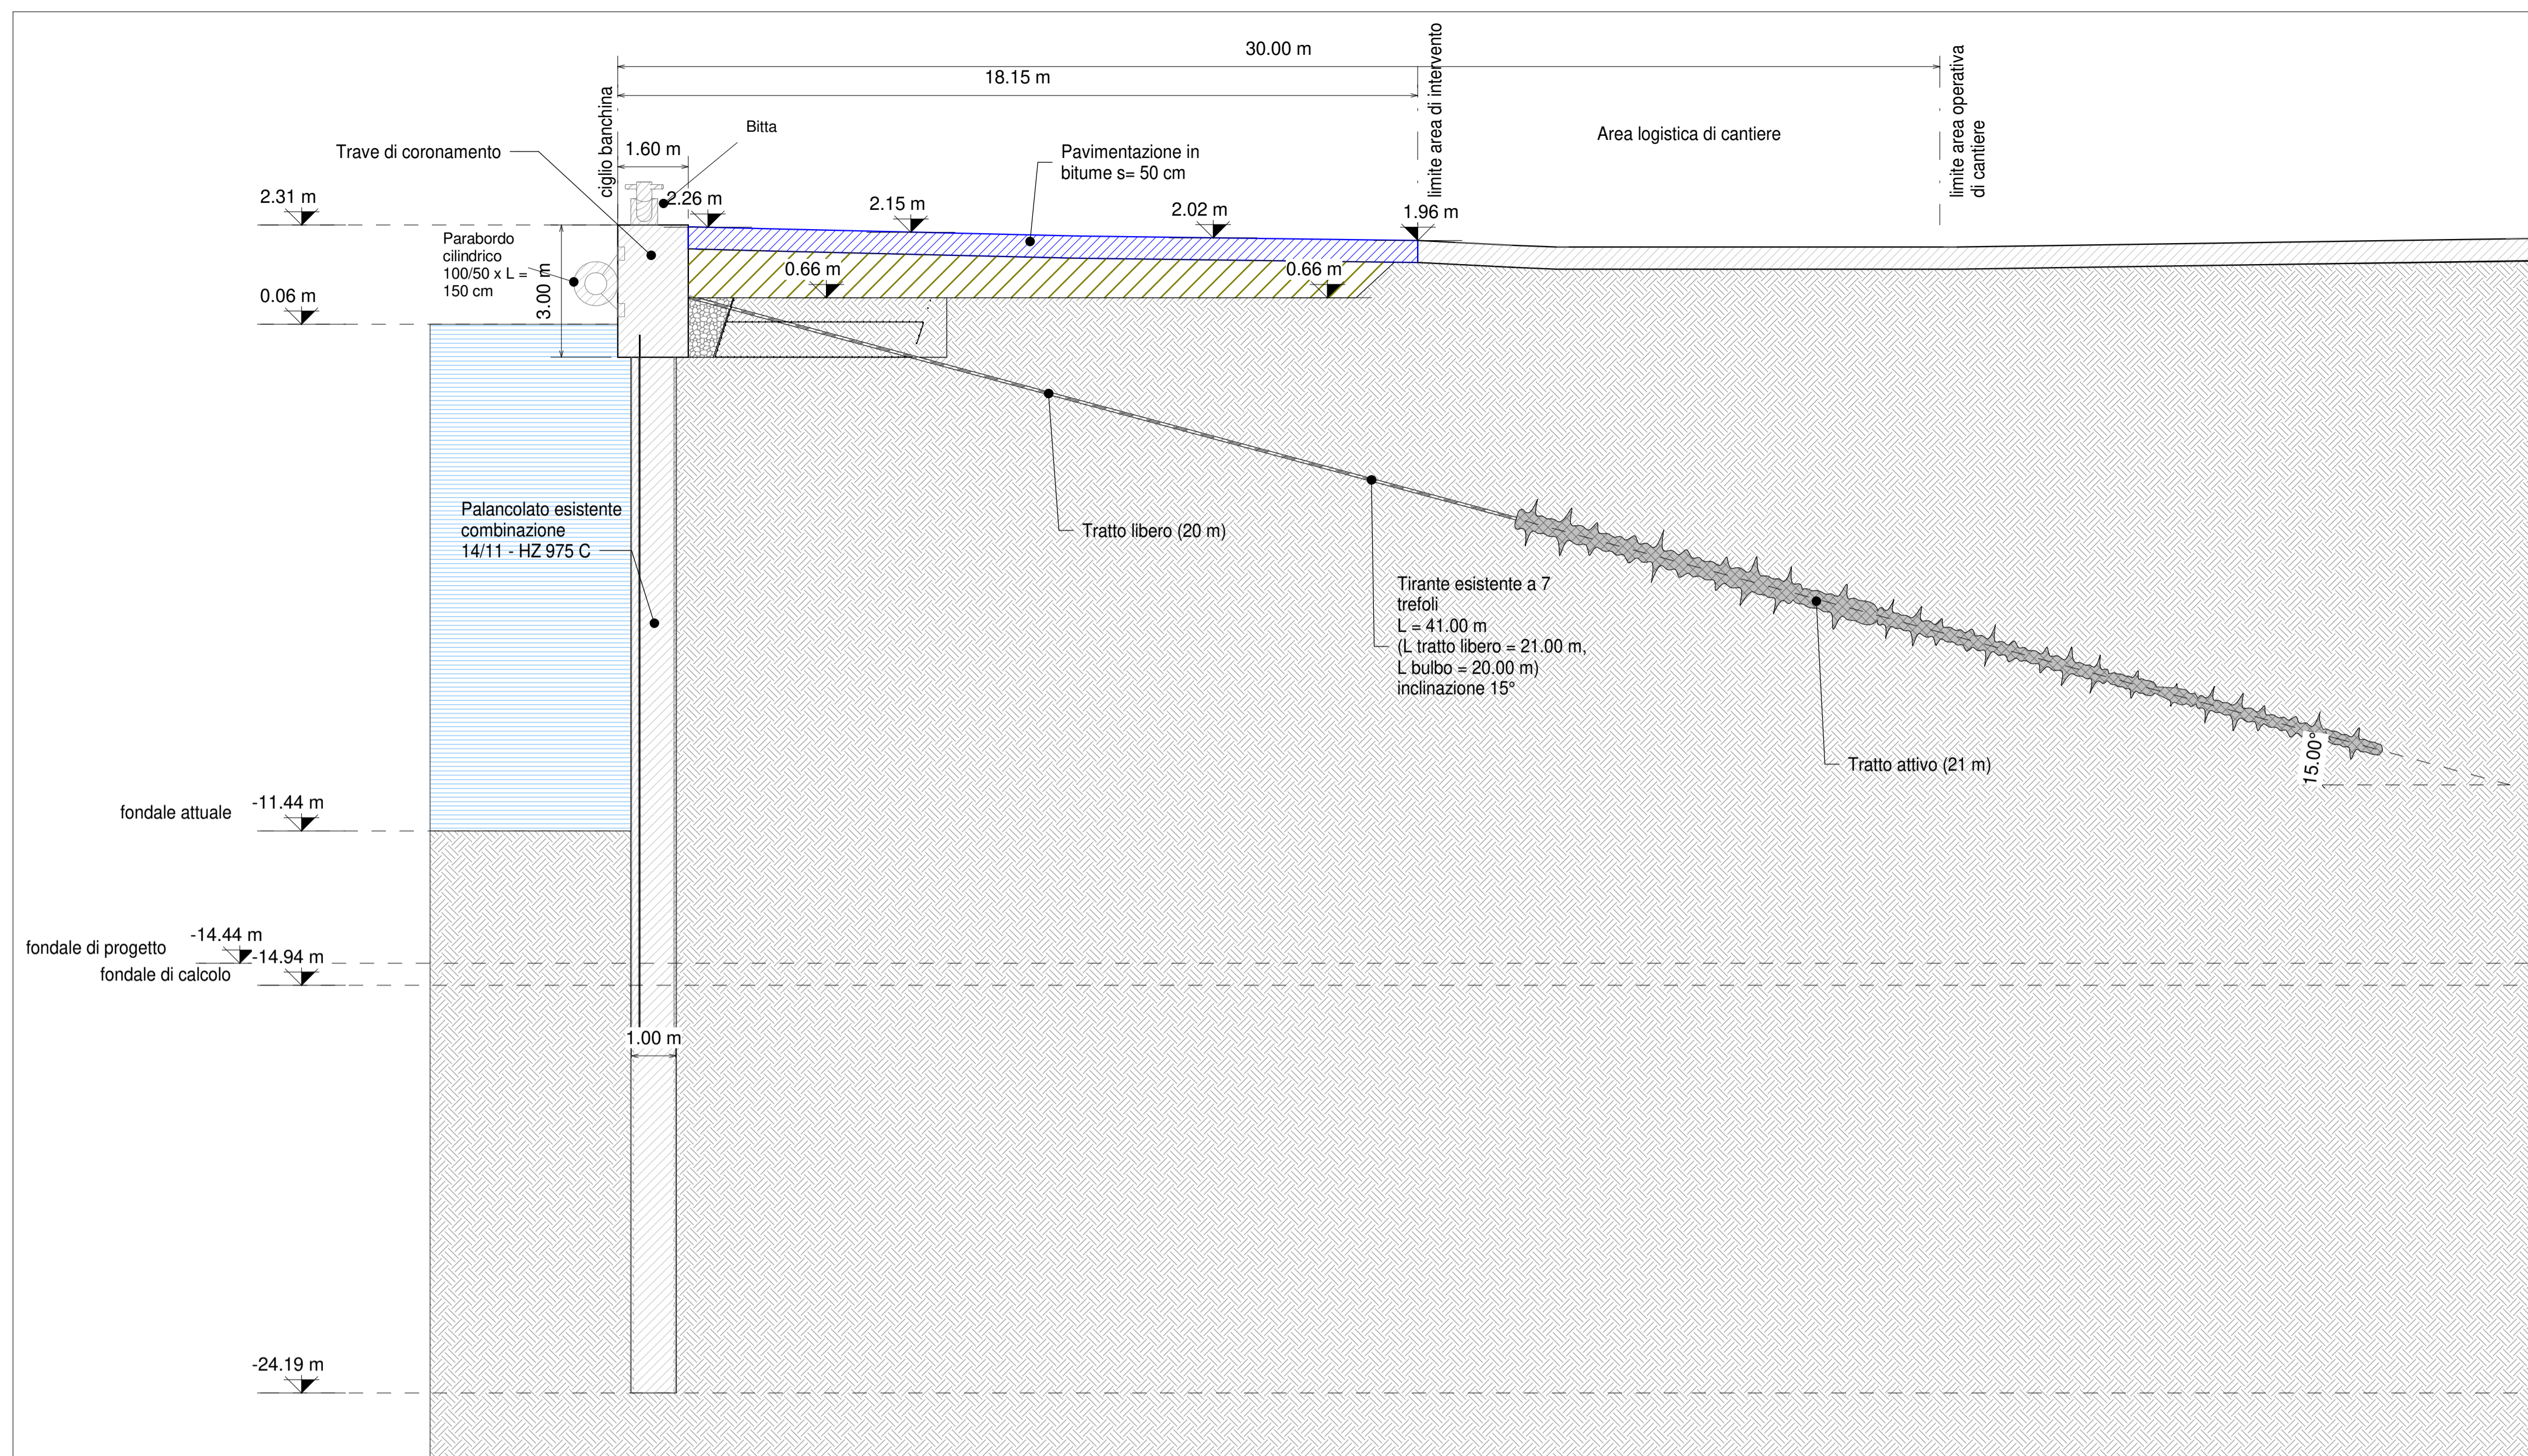 30.00 m
18.15 m
ciglio banchina
limite area di intervento
limite area operativa
di cantiere
Area logistica di cantiere
Bitta
Trave di coronamento
1.60 m
Pavimentazione in
bitume s= 50 cm
2.31 m
2.26 m
2.15 m
2.02 m
1.96 m
Parabordo
cilindrico
100/50 x L =
150 cm
3.00 m
0.66 m
0.66 m
0.06 m
Palancolato esistente
combinazione
14/11 - HZ 975 C
Tratto libero (20 m)
Tirante esistente a 7
trefoli
L = 41.00 m
(L tratto libero = 21.00 m,
L bulbo = 20.00 m)
inclinazione 15°
Tratto attivo (21 m)
15.00°
fondale attuale
-11.44 m
fondale di progetto
-14.44 m
fondale di calcolo
-14.94 m
1.00 m
-24.19 m